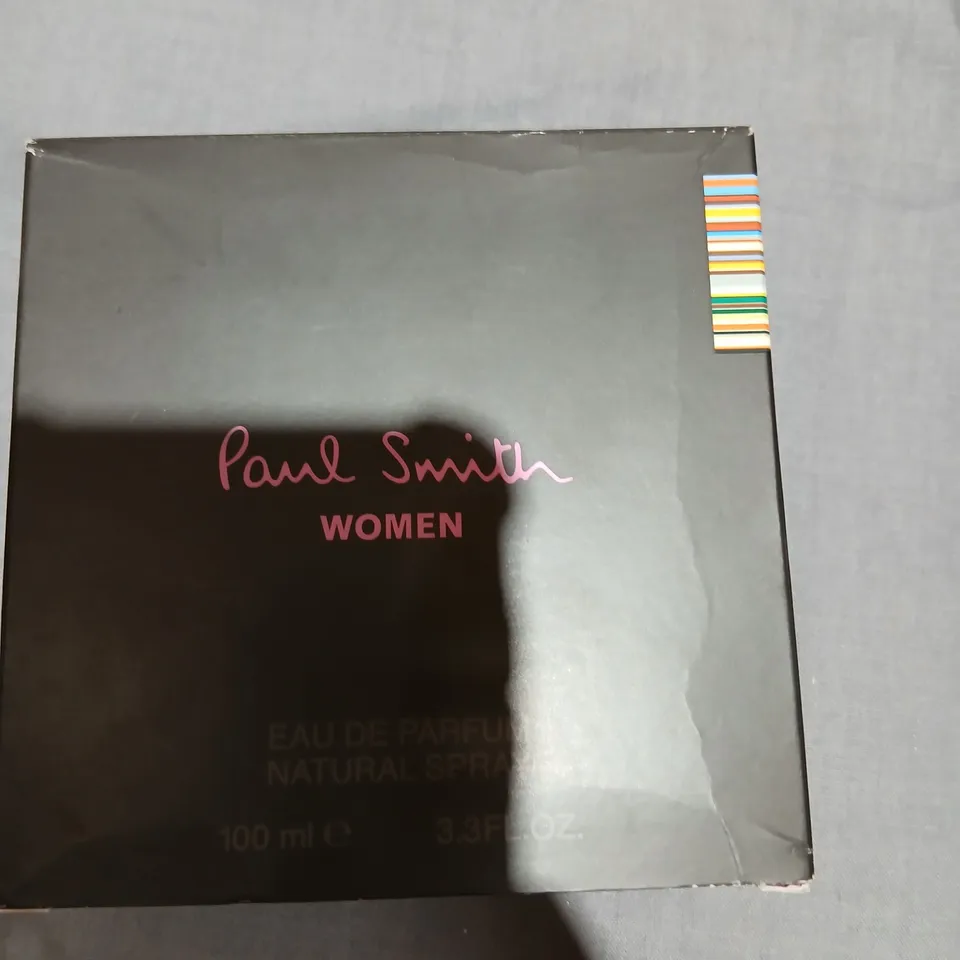 Paul Smith
WOMEN
EAU DE PARFUM
NATURAL SPRAY
100 ml ℮ 3.3FL.OZ.